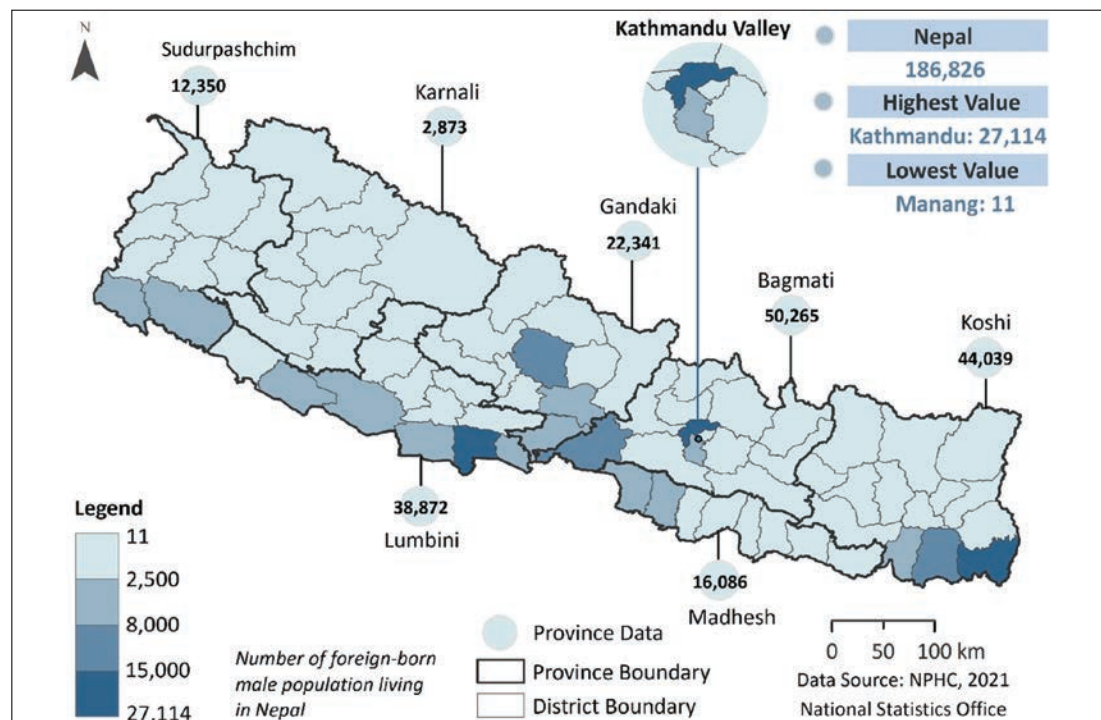 N
Sudurpashchim
12,350
Karnali
2,873
Kathmandu Valley
Gandaki
22,341
Bagmati
50,265
Koshi
44,039
Nepal
186,826
Highest Value
Kathmandu: 27,114
Lowest Value
Manang: 11
38,872
Lumbini
16,086
Madhesh
Legend
11
2,500
8,000
15,000
27,114
Number of foreign-born
male population living
in Nepal
Province Data
Province Boundary
District Boundary
0 50 100 km
Data Source: NPHC, 2021
National Statistics Office